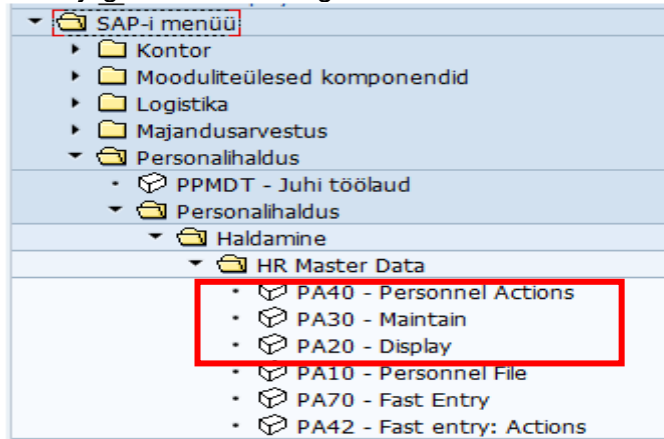 SAP-i menüü
Kontor
Mooduliteülesed komponendid
Logistika
Majandusarvestus
Personalihaldus
PPMDT - Juhi töölaud
Personalihaldus
Haldamine
HR Master Data
PA40 - Personnel Actions
PA30 - Maintain
PA20 - Display
PA10 - Personnel File
PA70 - Fast Entry
PA42 - Fast entry: Actions